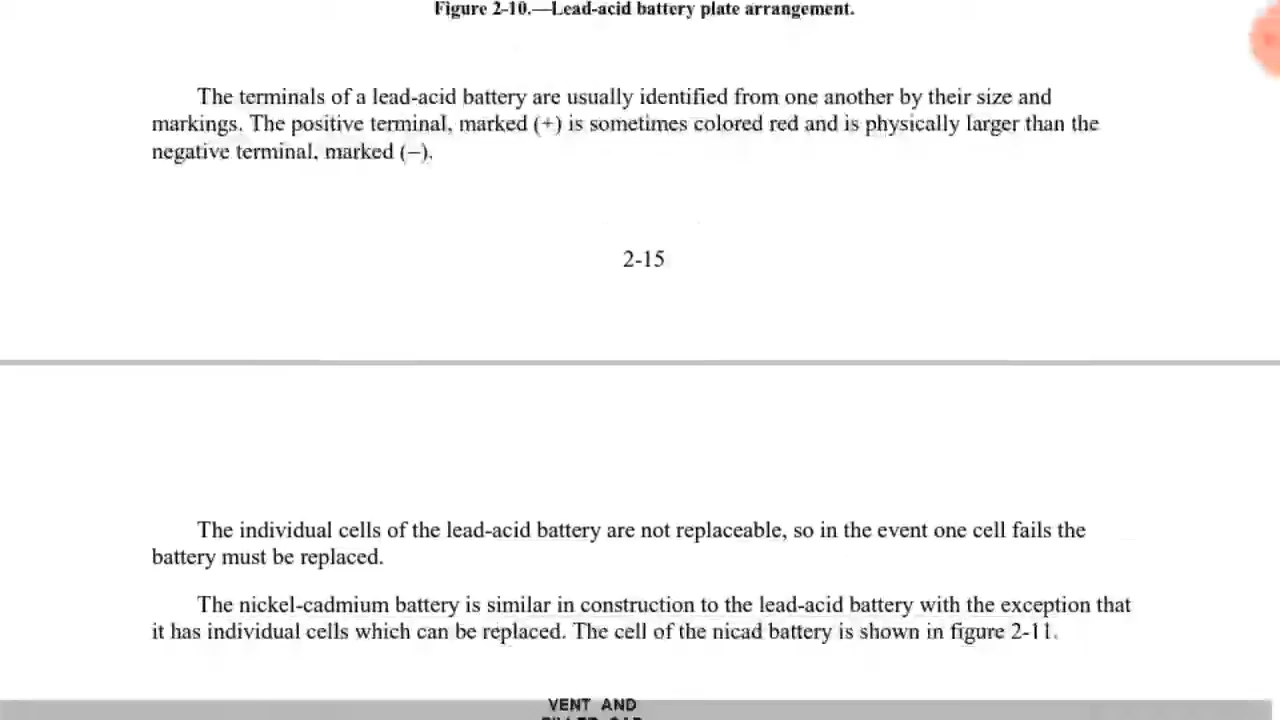 Figure 2-10.—Lead-acid battery plate arrangement.
The terminals of a lead-acid battery are usually identified from one another by their size and
markings. The positive terminal, marked (+) is sometimes colored red and is physically larger than the
negative terminal, marked (−).
2-15
The individual cells of the lead-acid battery are not replaceable, so in the event one cell fails the
battery must be replaced.
The nickel-cadmium battery is similar in construction to the lead-acid battery with the exception that
it has individual cells which can be replaced. The cell of the nicad battery is shown in figure 2-11.
VENT AND